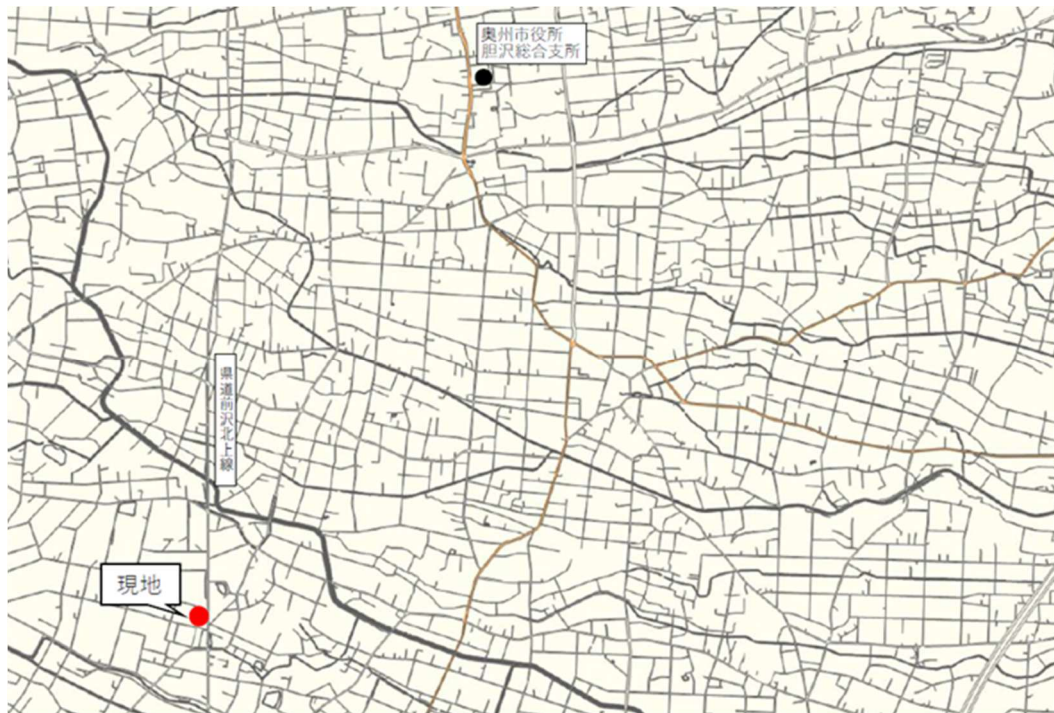 奥州市役所
胆沢総合支所
県道前沢北上線
現地